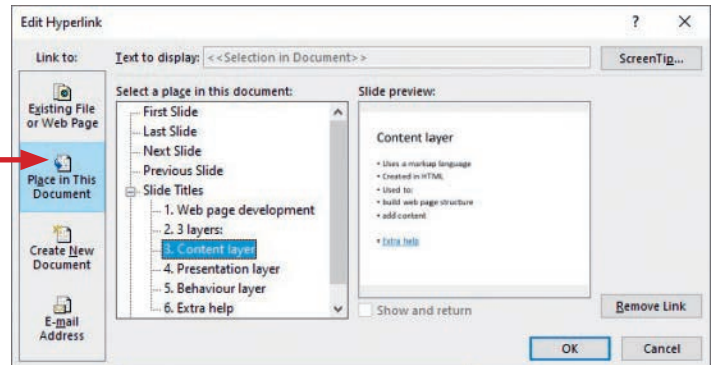 Edit Hyperlink
? X
Link to:
Text to display: <<Selection in Document>>
ScreenTip...
Existing File
or Web Page
Place in This
Document
Create New
Document
E-mail
Address
Select a place in this document:
First Slide
Last Slide
Next Slide
Previous Slide
Slide Titles
1. Web page development
2. 3 layers:
3. Content layer
4. Presentation layer
5. Behaviour layer
6. Extra help
Slide preview:
Content layer
• Uses a markup language
• Created in HTML
• Used to:
• build web page structure
• add content
• Extra help
Show and return
Remove Link
OK
Cancel